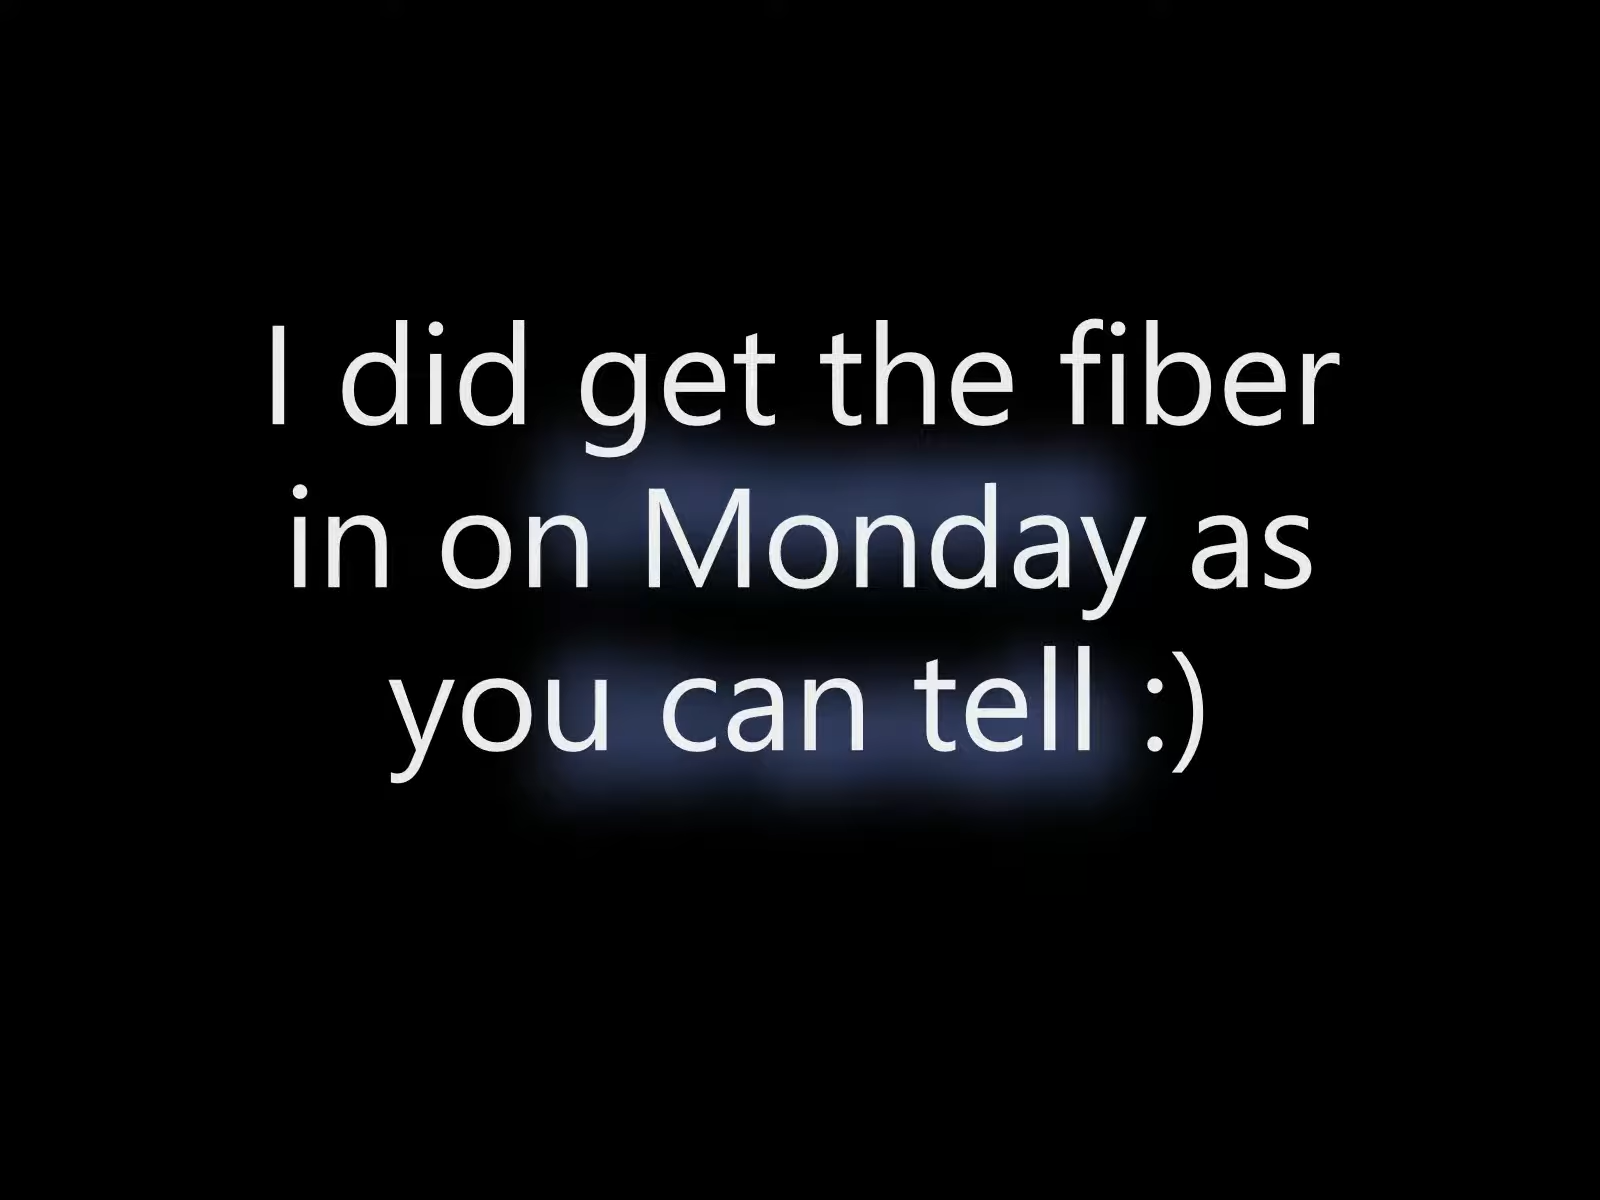 I did get the fiber
in on Monday as
you can tell :)